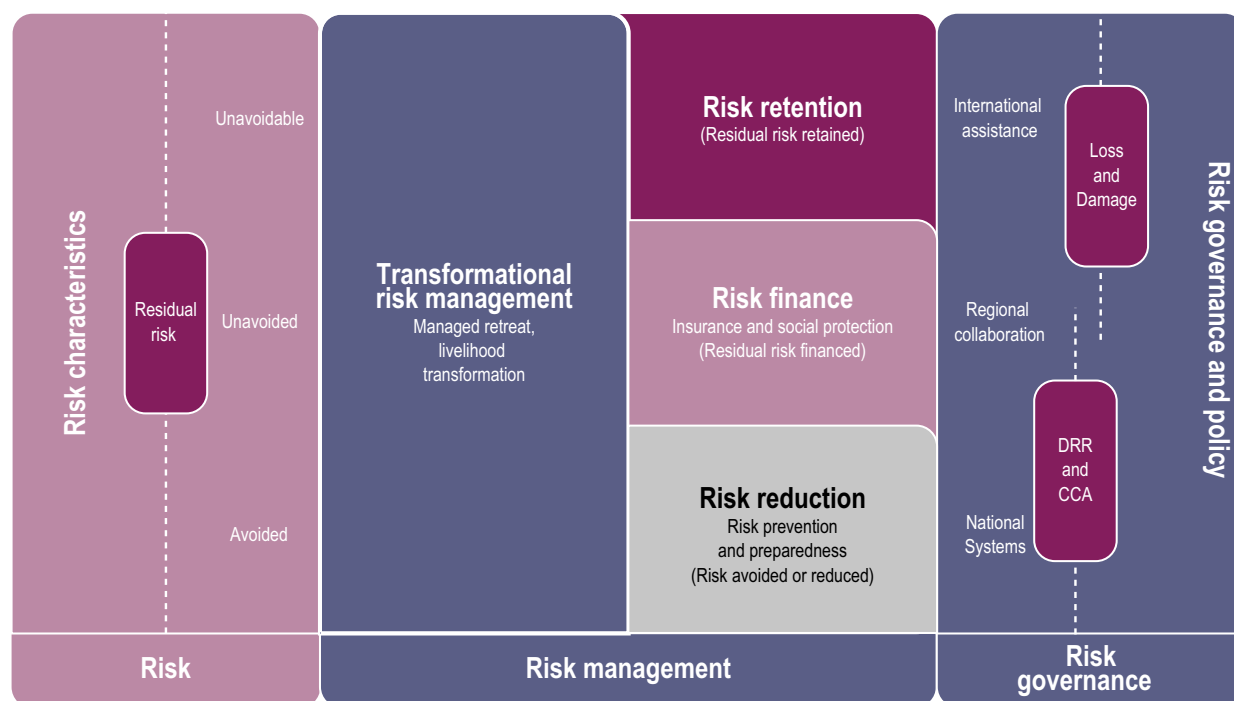 Risk characteristics
Unavoidable
Residual
risk
Unavoided
Avoided
Risk
Transformational
risk management
Managed retreat,
livelihood
transformation
Risk retention
(Residual risk retained)
Risk finance
Insurance and social protection
(Residual risk financed)
Risk reduction
Risk prevention
and preparedness
(Risk avoided or reduced)
Risk management
International
assistance
Loss
and
Damage
Regional
collaboration
DRR
and
CCA
National
Systems
Risk governance and policy
Risk
governance